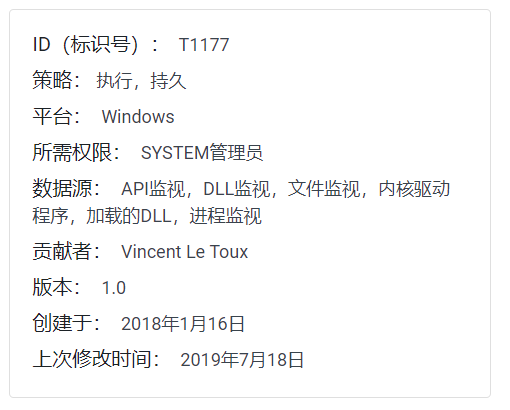 ID（标识号）： T1177
策略： 执行，持久
平台： Windows
所需权限： SYSTEM管理员
数据源： API监视，DLL监视，文件监视，内核驱动
程序，加载的DLL，进程监视
贡献者： Vincent Le Toux
版本： 1.0
创建于： 2018年1月16日
上次修改时间： 2019年7月18日